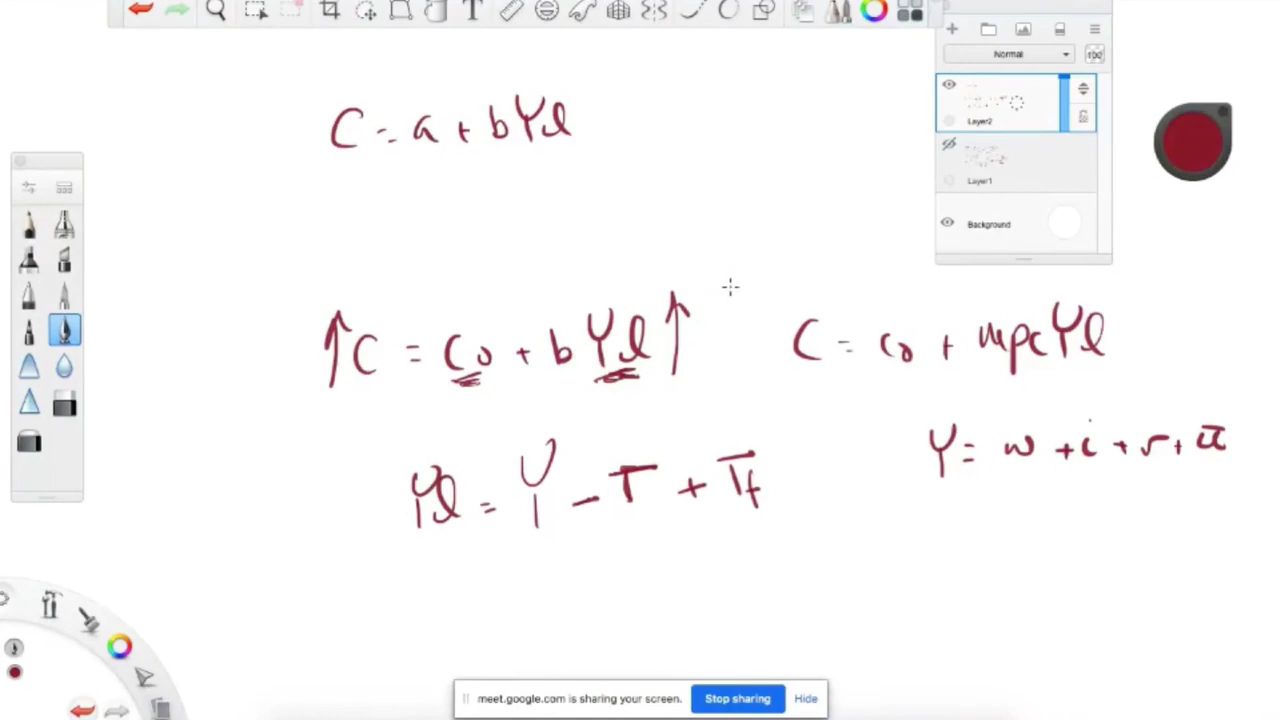 Normal
100
Layer2
Layer1
Background
C = a + bYd
↑C = C₀ + bYd↑
C = C₀ + mpcYd
Y = w + i + r + π
Yd = Y - T + Tf
meet.google.com is sharing your screen. Stop sharing Hide